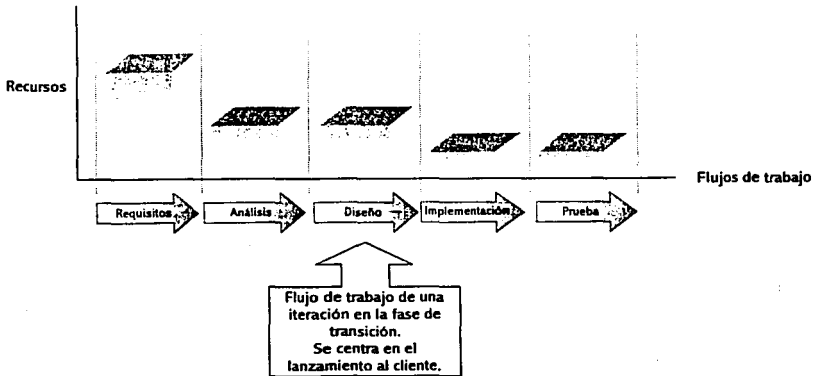 Recursos
Flujos de trabajo
Requisitos
Análisis
Diseño
Implementación
Prueba
Flujo de trabajo de una
iteración en la fase de
transición.
Se centra en el
lanzamiento al cliente.